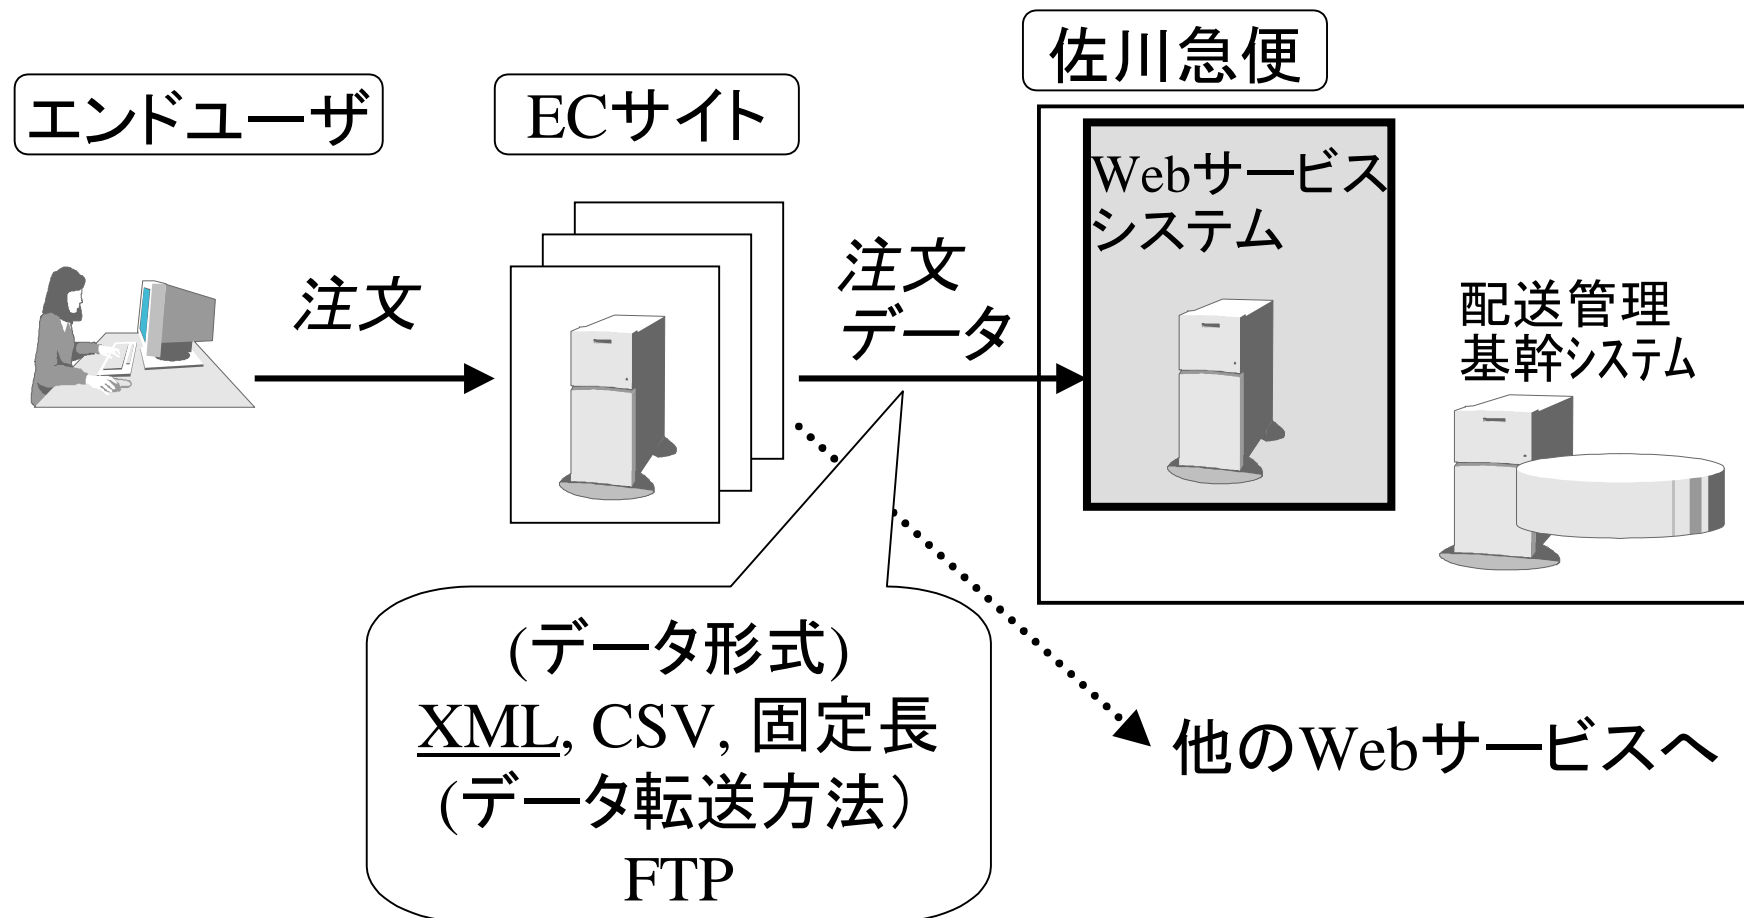 エンドユーザ
ECサイト
佐川急便
Webサービス
システム
注文
注文
データ
配送管理
基幹システム
(データ形式)
XML, CSV, 固定長
(データ転送方法）
FTP
他のWebサービスへ